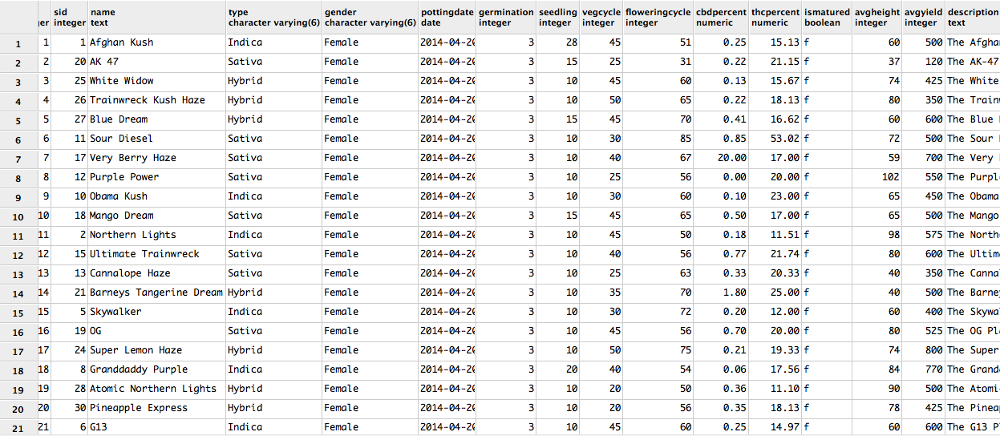 sid name type gender pottingdate germination seedling vegcycle floweringcycle cbdpercent thcpercent ismatured avgheight avgyield description
integer text character varying(6) character varying(6) date integer integer integer integer numeric numeric boolean integer integer text
1 1 1 Afghan Kush Indica Female 2014-04-20 3 28 45 51 0.25 15.13 f 60 500 The Afghan
2 2 20 AK 47 Sativa Female 2014-04-20 3 15 25 31 0.22 21.15 f 37 120 The AK-47
3 3 25 White Widow Hybrid Female 2014-04-20 3 10 45 60 0.13 15.67 f 74 425 The White
4 4 26 Trainwreck Kush Haze Hybrid Female 2014-04-20 3 10 50 65 0.22 18.13 f 80 350 The Train
5 5 27 Blue Dream Hybrid Female 2014-04-20 3 15 45 70 0.41 16.62 f 60 600 The Blue
6 6 11 Sour Diesel Sativa Female 2014-04-20 3 10 30 85 0.85 53.02 f 72 500 The Sour
7 7 17 Very Berry Haze Sativa Female 2014-04-20 3 10 40 67 20.00 17.00 f 59 700 The Very
8 8 12 Purple Power Sativa Female 2014-04-20 3 10 25 56 0.00 20.00 f 102 550 The Purpl
9 9 10 Obama Kush Indica Female 2014-04-20 3 10 30 60 0.10 23.00 f 65 450 The Obama
10 10 18 Mango Dream Sativa Female 2014-04-20 3 15 45 65 0.50 17.00 f 65 500 The Mango
11 11 2 Northern Lights Indica Female 2014-04-20 3 10 45 50 0.18 11.51 f 98 575 The North
12 12 15 Ultimate Trainwreck Sativa Female 2014-04-20 3 10 40 56 0.77 21.74 f 80 600 The Ultim
13 13 13 Cannalope Haze Sativa Female 2014-04-20 3 10 25 63 0.33 20.33 f 40 350 The Canna
14 14 21 Barneys Tangerine Dream Hybrid Female 2014-04-20 3 10 35 70 1.80 25.00 f 40 500 The Barne
15 15 5 Skywalker Indica Female 2014-04-20 3 10 30 72 0.20 12.00 f 60 400 The Skywa
16 16 19 OG Sativa Female 2014-04-20 3 10 45 56 0.70 20.00 f 80 525 The OG Pl
17 17 24 Super Lemon Haze Hybrid Female 2014-04-20 3 10 50 75 0.21 19.33 f 74 800 The Super
18 18 8 Granddaddy Purple Indica Female 2014-04-20 3 20 40 54 0.06 17.56 f 84 770 The Grand
19 19 28 Atomic Northern Lights Hybrid Female 2014-04-20 3 10 20 50 0.36 11.10 f 90 500 The Atomi
20 20 30 Pineapple Express Hybrid Female 2014-04-20 3 10 20 56 0.35 18.13 f 78 425 The Pinea
21 21 6 G13 Indica Female 2014-04-20 3 10 45 60 0.25 14.97 f 60 600 The G13 P